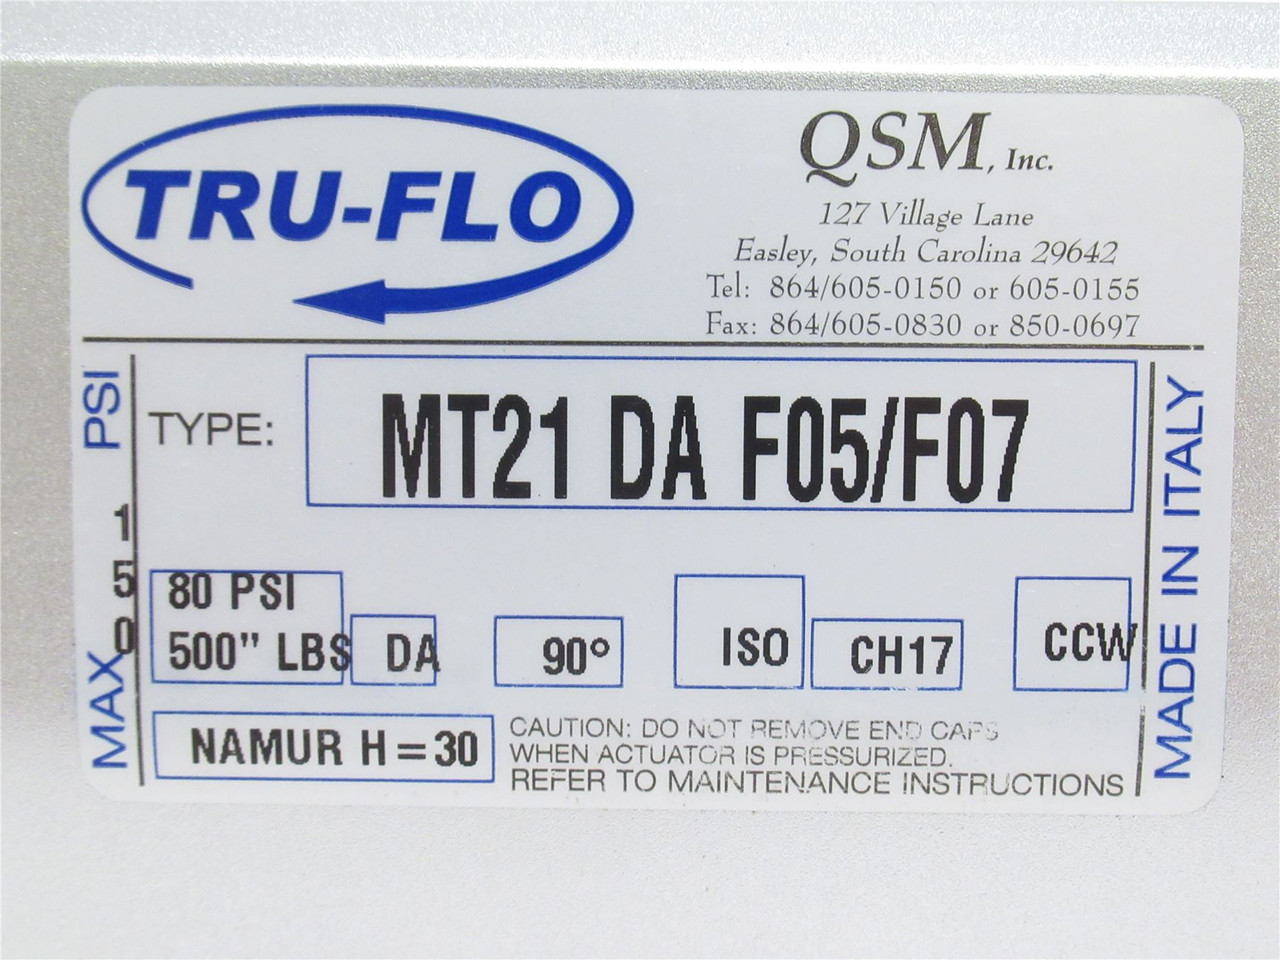 TRU-FLO
QSM, Inc.
127 Village Lane
Easley, South Carolina 29642
Tel: 864/605-0150 or 605-0155
Fax: 864/605-0830 or 850-0697
MAX 150 PSI
TYPE: MT21 DA F05/F07
80 PSI
500" LBS DA 90° ISO CH17 CCW
NAMUR H=30
CAUTION: DO NOT REMOVE END CAPS
WHEN ACTUATOR IS PRESSURIZED.
REFER TO MAINTENANCE INSTRUCTIONS
MADE IN ITALY